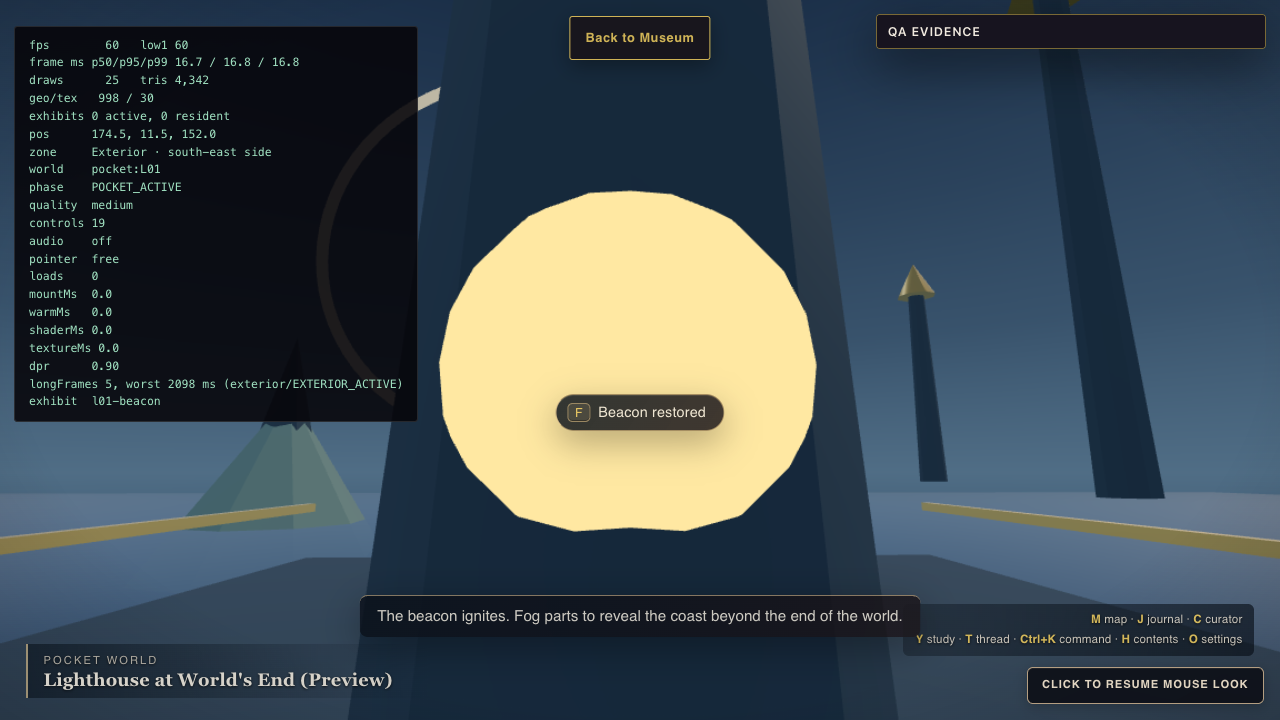 fps 60 low1 60
frame ms p50/p95/p99 16.7 / 16.8 / 16.8
draws 25 tris 4,342
geo/tex 998 / 30
exhibits 0 active, 0 resident
pos 174.5, 11.5, 152.0
zone Exterior · south-east side
world pocket:L01
phase POCKET_ACTIVE
quality medium
controls 19
audio off
pointer free
loads 0
mountMs 0.0
warmMs 0.0
shaderMs 0.0
textureMs 0.0
dpr 0.90
longFrames 5, worst 2098 ms (exterior/EXTERIOR_ACTIVE)
exhibit l01-beacon
Back to Museum
QA EVIDENCE
F Beacon restored
The beacon ignites. Fog parts to reveal the coast beyond the end of the world.
M map · J journal · C curator
Y study · T thread · Ctrl+K command · H contents · O settings
POCKET WORLD
Lighthouse at World's End (Preview)
CLICK TO RESUME MOUSE LOOK